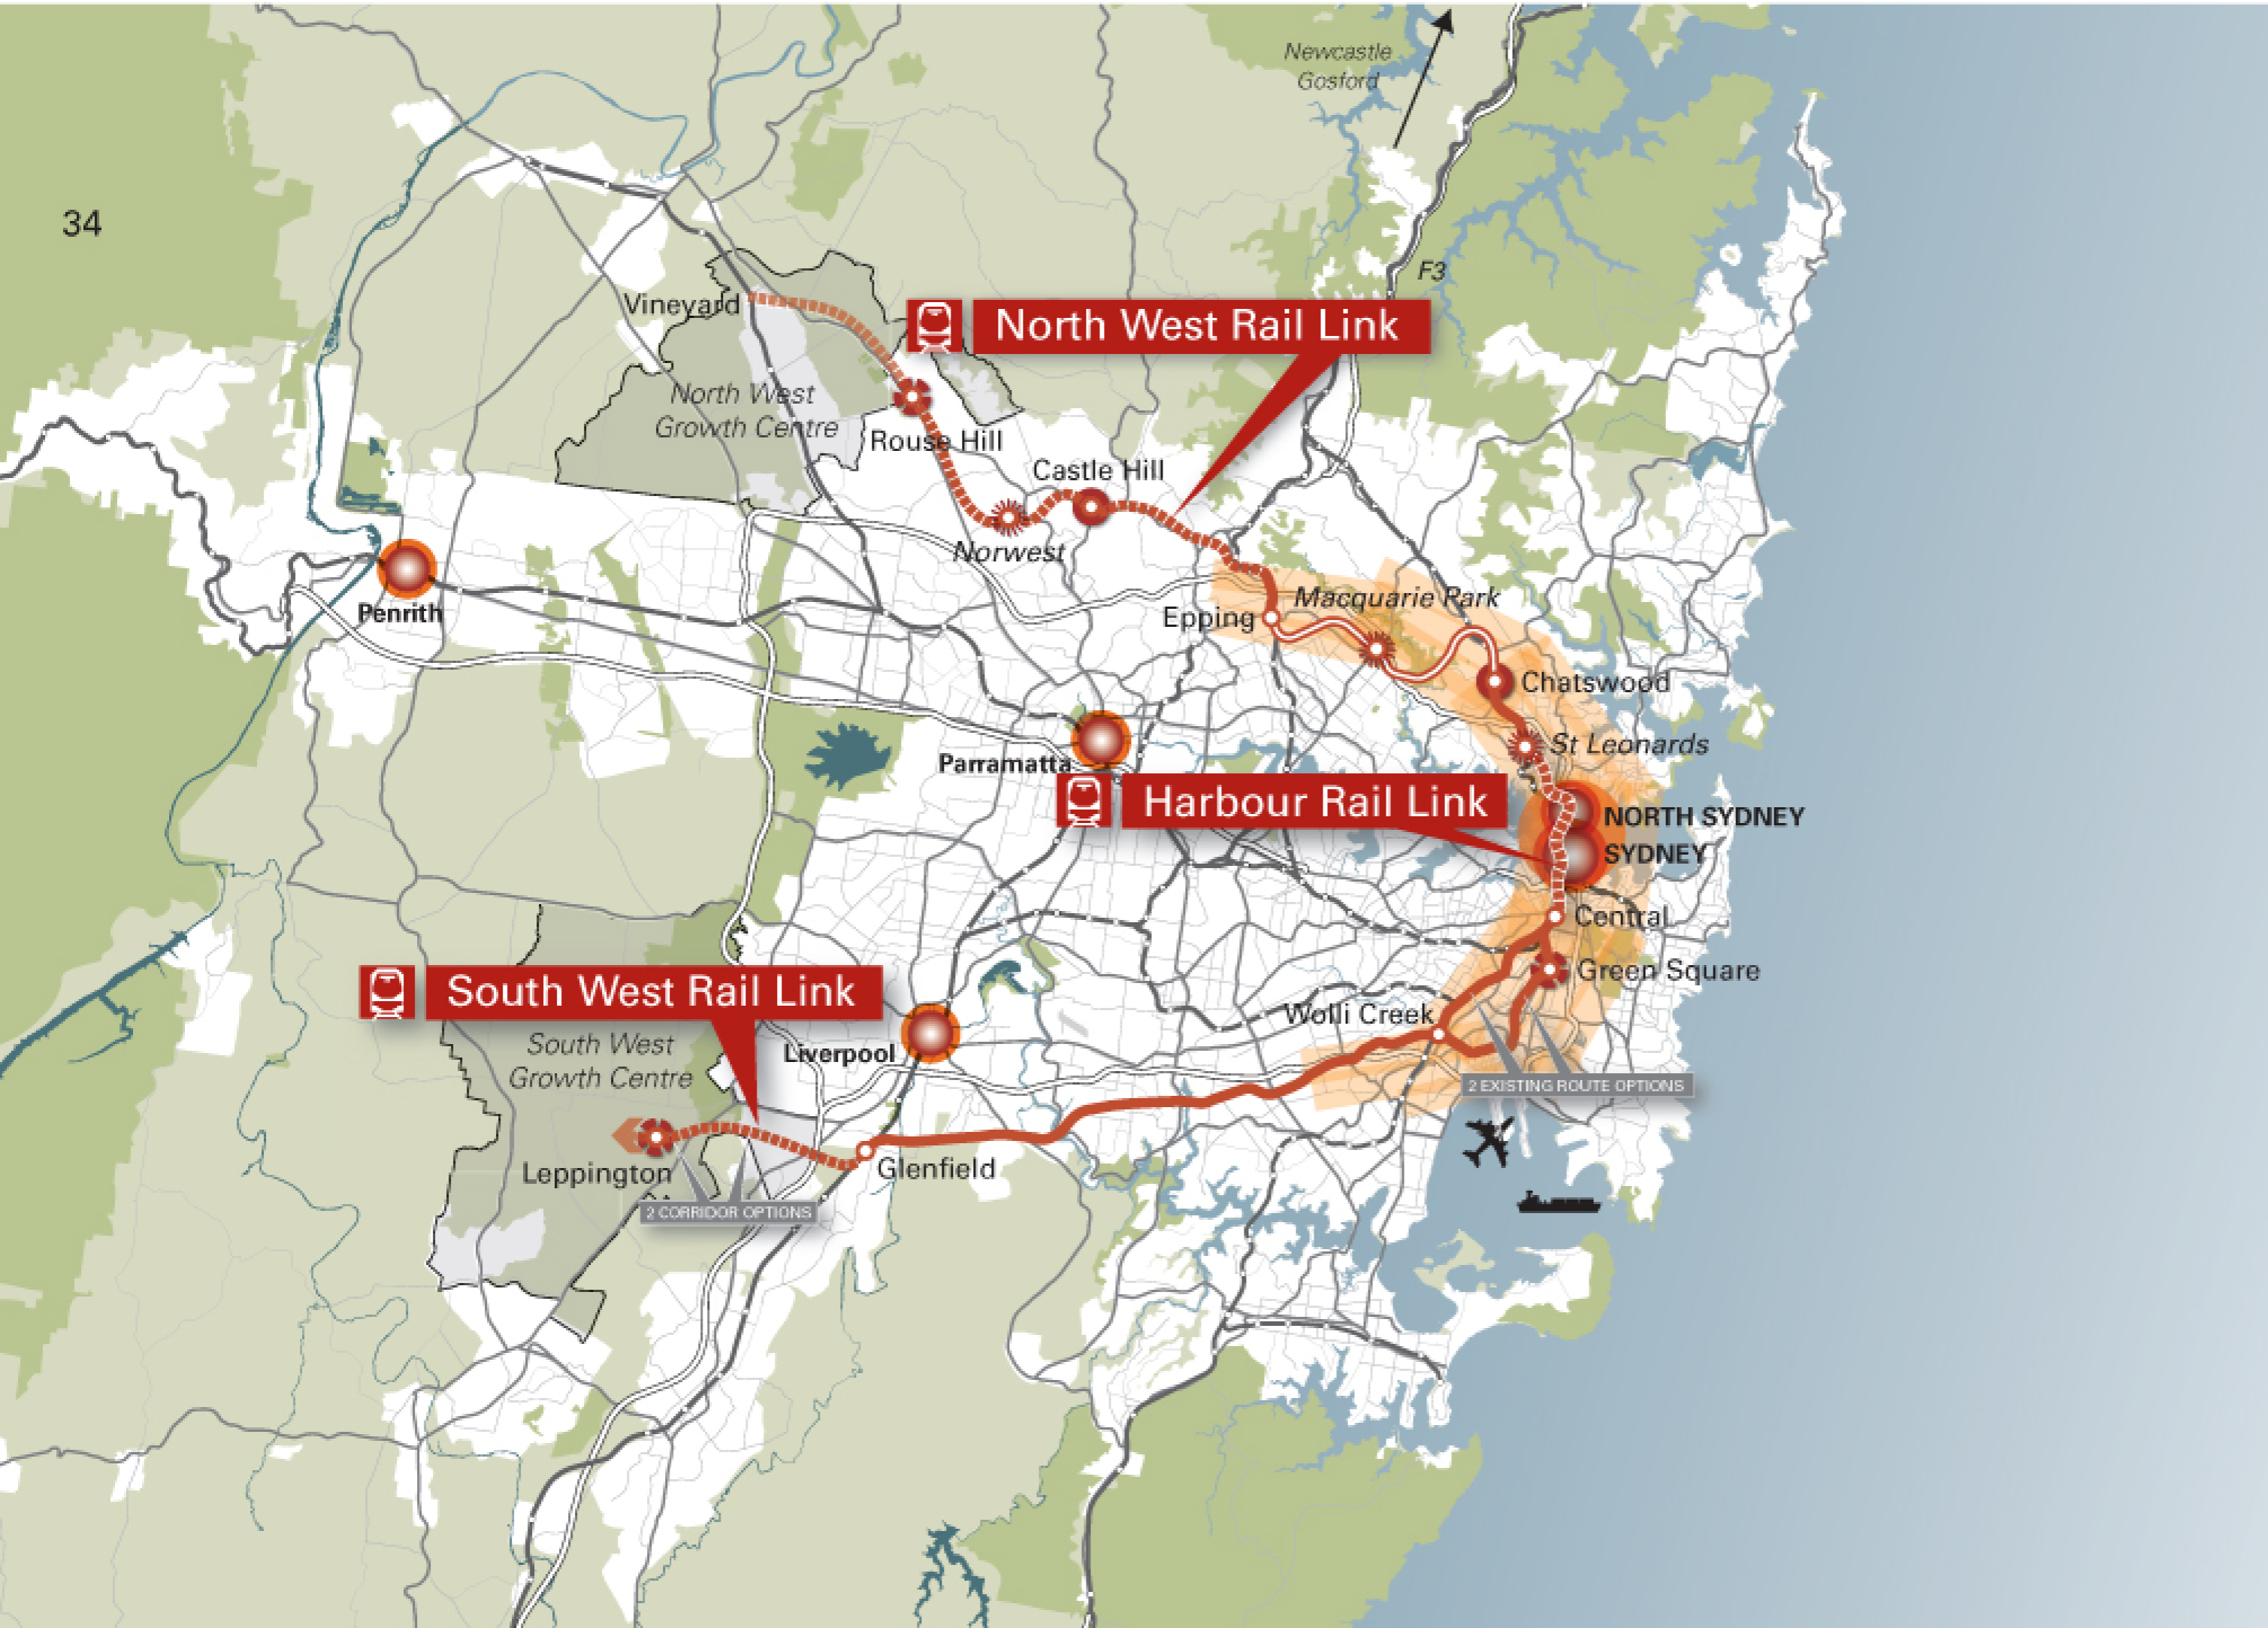 Newcastle
Gosford
34
F3
Vineyard
North West Rail Link
North West
Growth Centre
Rouse Hill
Castle Hill
Norwest
Penrith
Epping
Macquarie Park
Chatswood
St Leonards
Parramatta
Harbour Rail Link
NORTH SYDNEY
SYDNEY
Central
Green Square
South West Rail Link
Wolli Creek
South West
Growth Centre
Liverpool
2 EXISTING ROUTE OPTIONS
Leppington
Glenfield
2 CORRIDOR OPTIONS